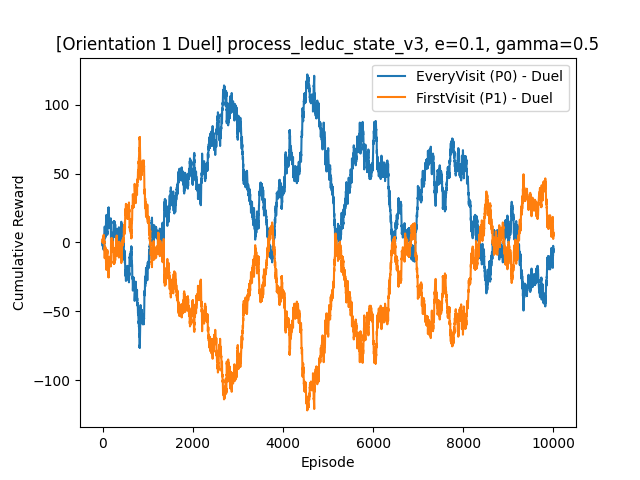 [Orientation 1 Duel] process_leduc_state_v3, e=0.1, gamma=0.5
EveryVisit (P0) - Duel
FirstVisit (P1) - Duel
100
50
0
−50
−100
Cumulative Reward
0
2000
4000
6000
8000
10000
Episode